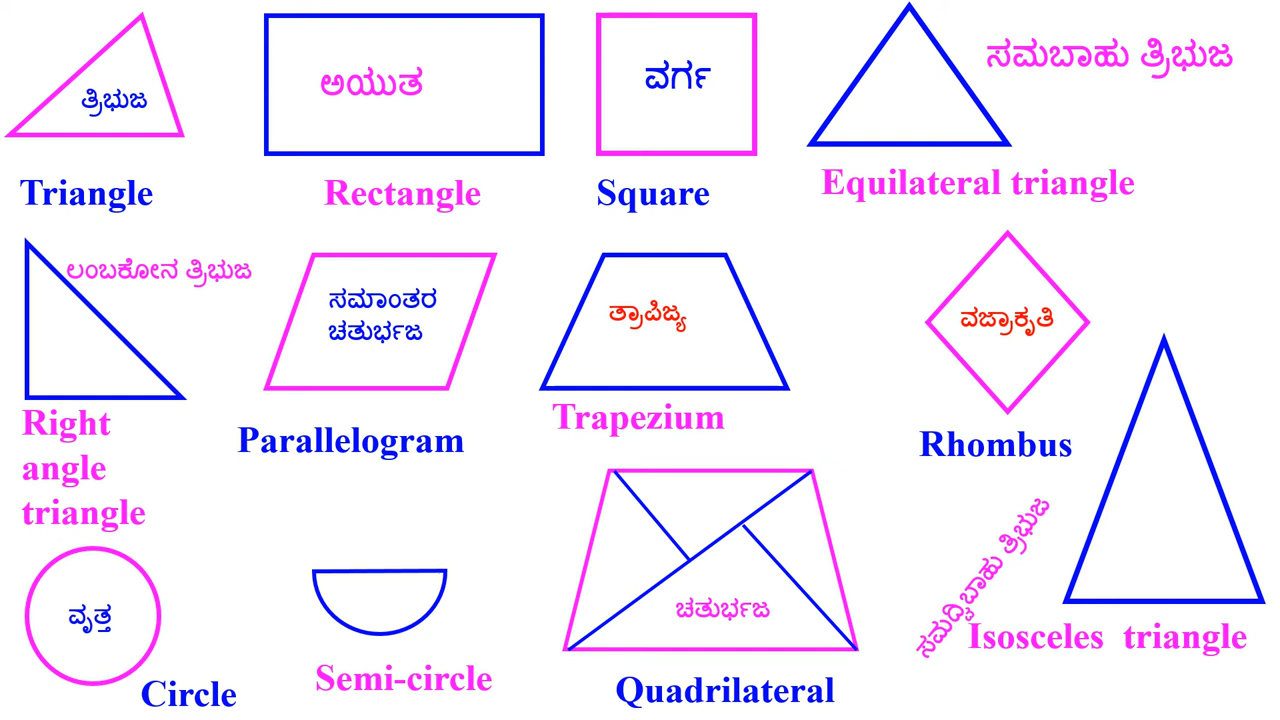 ತ್ರಿಭುಜ
Triangle
ಅಯುತ
Rectangle
ವರ್ಗ
Square
ಸಮಬಾಹು ತ್ರಿಭುಜ
Equilateral triangle
ಲಂಬಕೋನ ತ್ರಿಭುಜ
Right
angle
triangle
ಸಮಾಂತರ
ಚತುರ್ಭಜ
Parallelogram
ತ್ರಾಪಿಜ್ಯ
Trapezium
ವಜ್ರಾಕೃತಿ
Rhombus
ವೃತ್ತ
Circle
Semi-circle
ಚತುರ್ಭಜ
Quadrilateral
ಸಮದ್ವಿಬಾಹು ತ್ರಿಭುಜ
Isosceles triangle